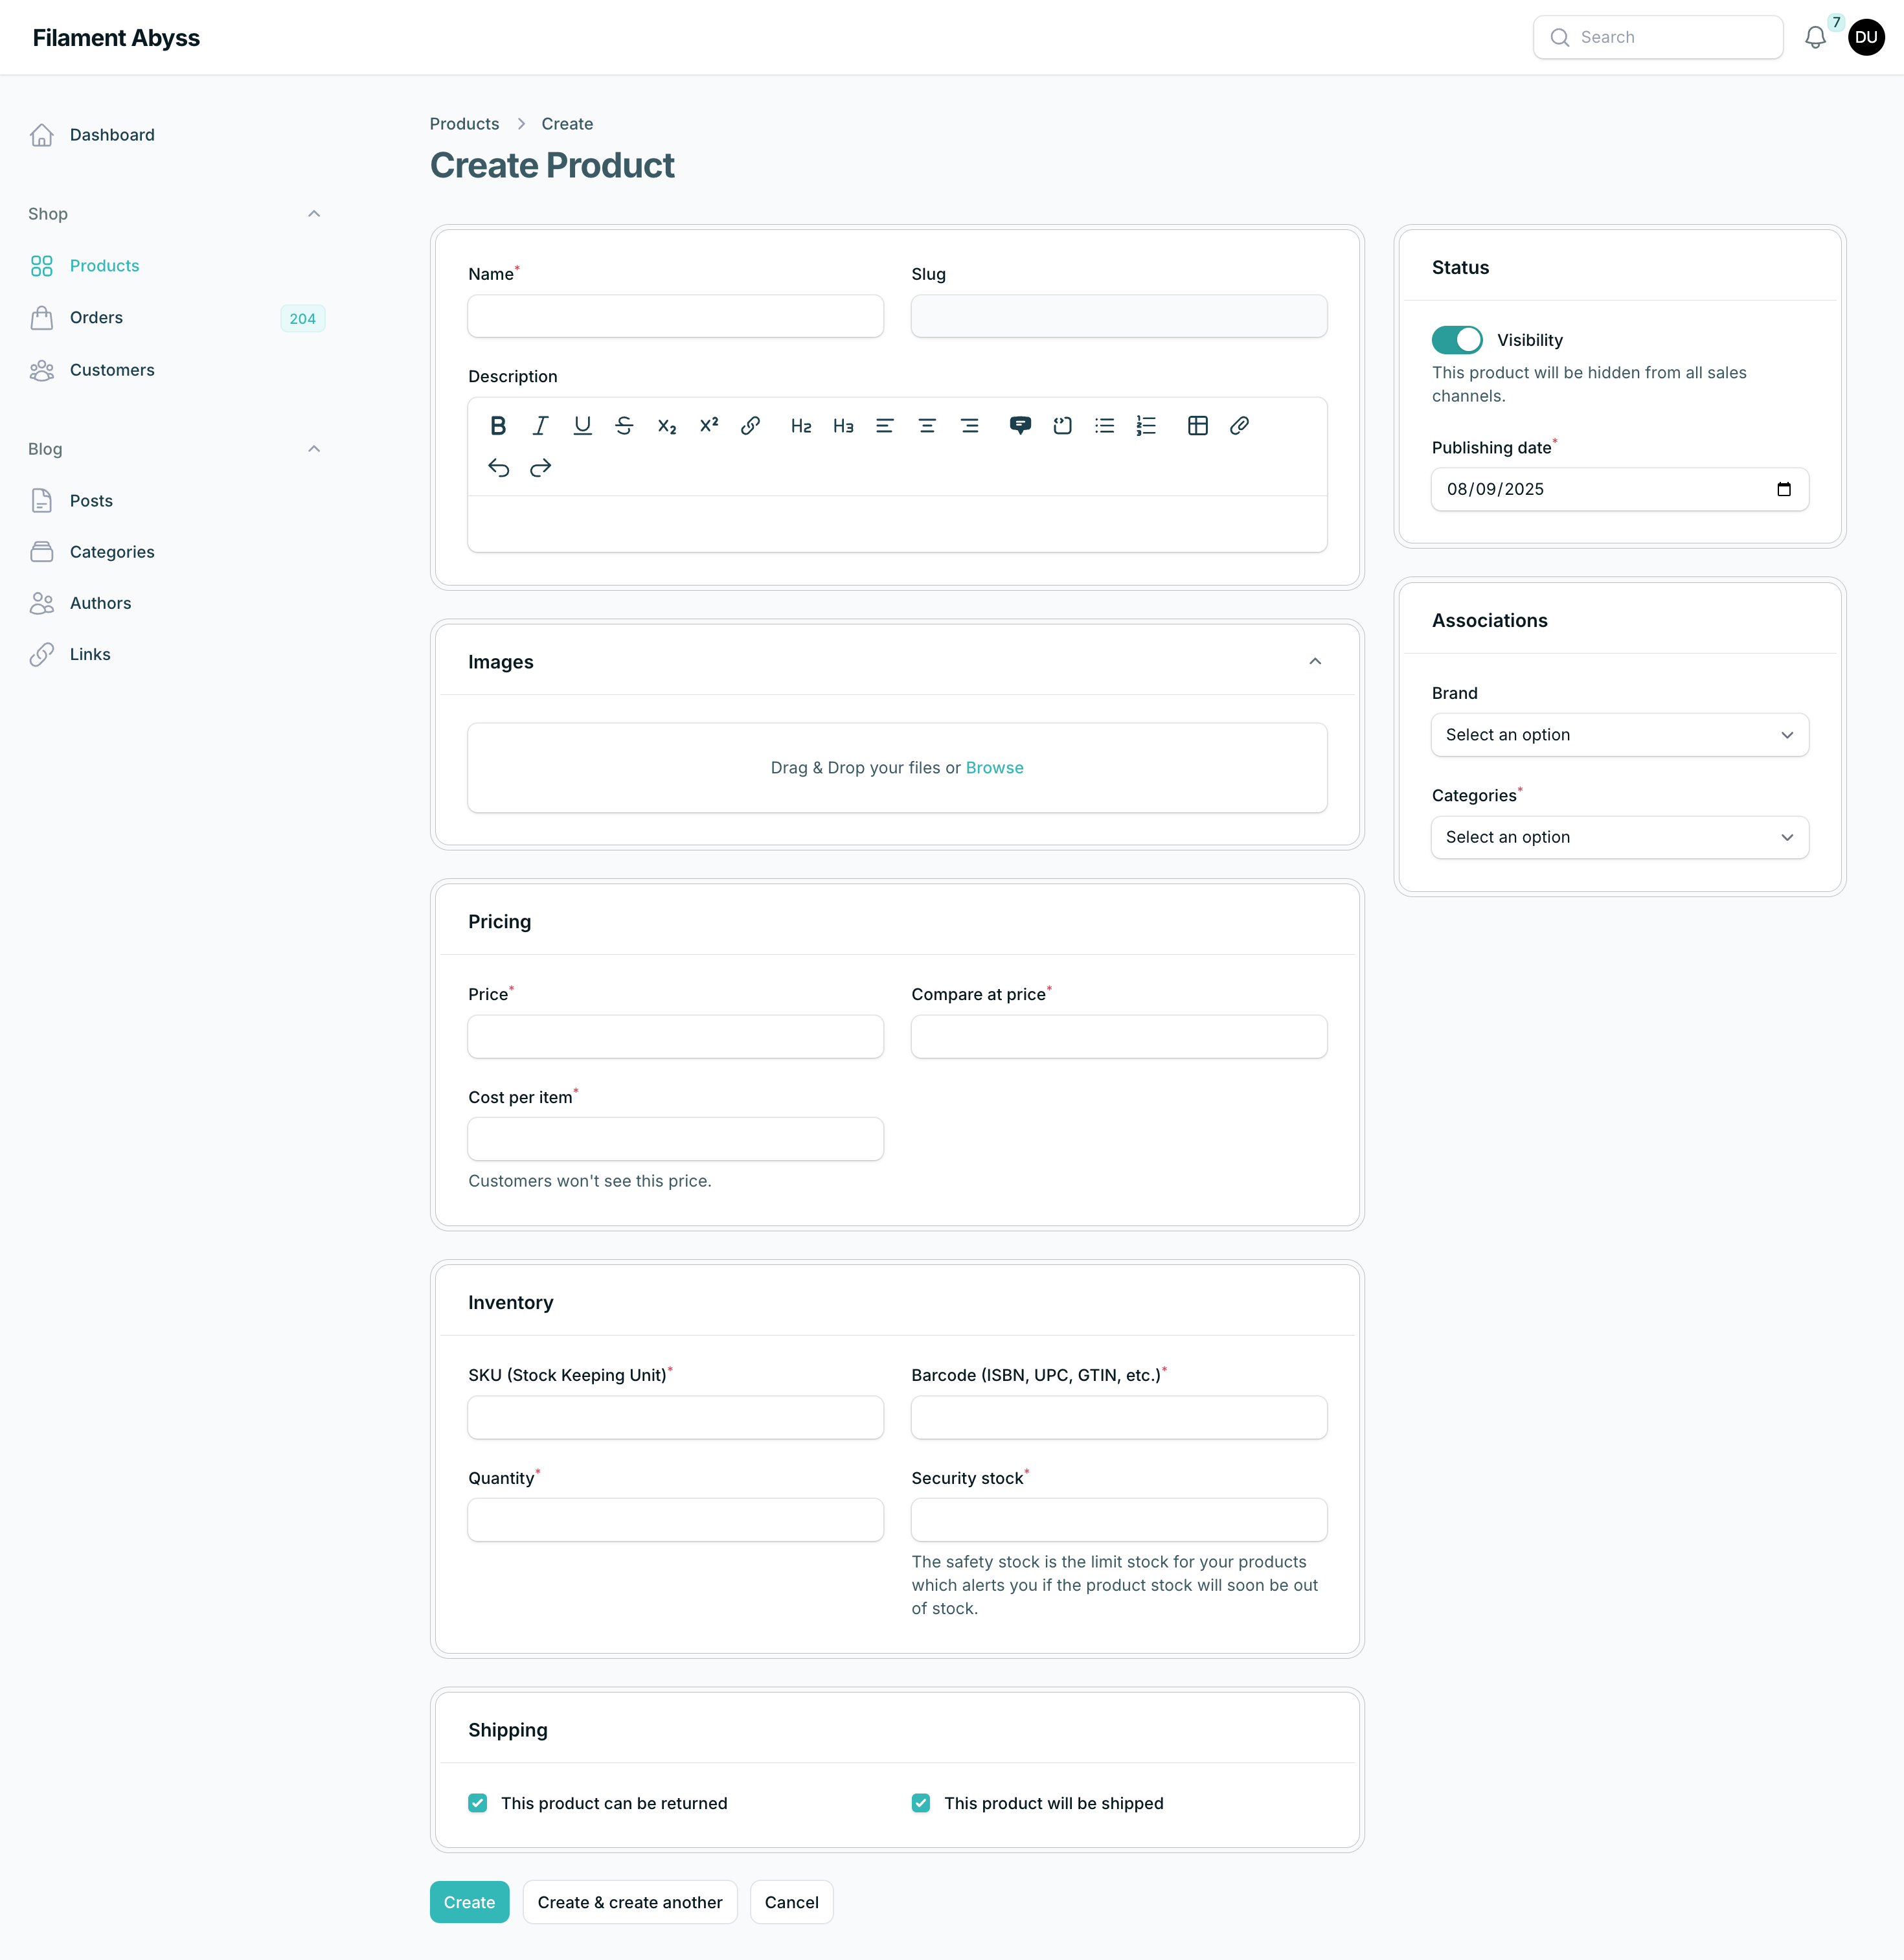 Filament Abyss
Search
7
DU
Dashboard
Shop
Products
Orders
204
Customers
Blog
Posts
Categories
Authors
Links
Products
Create
Create Product
Name*
Slug
Description
B I U S x₂ x² H2 H3
Images
Drag & Drop your files or Browse
Pricing
Price*
Compare at price*
Cost per item*
Customers won't see this price.
Inventory
SKU (Stock Keeping Unit)*
Barcode (ISBN, UPC, GTIN, etc.)*
Quantity*
Security stock*
The safety stock is the limit stock for your products
which alerts you if the product stock will soon be out
of stock.
Shipping
This product can be returned
This product will be shipped
Create
Create & create another
Cancel
Status
Visibility
This product will be hidden from all sales
channels.
Publishing date*
08/09/2025
Associations
Brand
Select an option
Categories*
Select an option